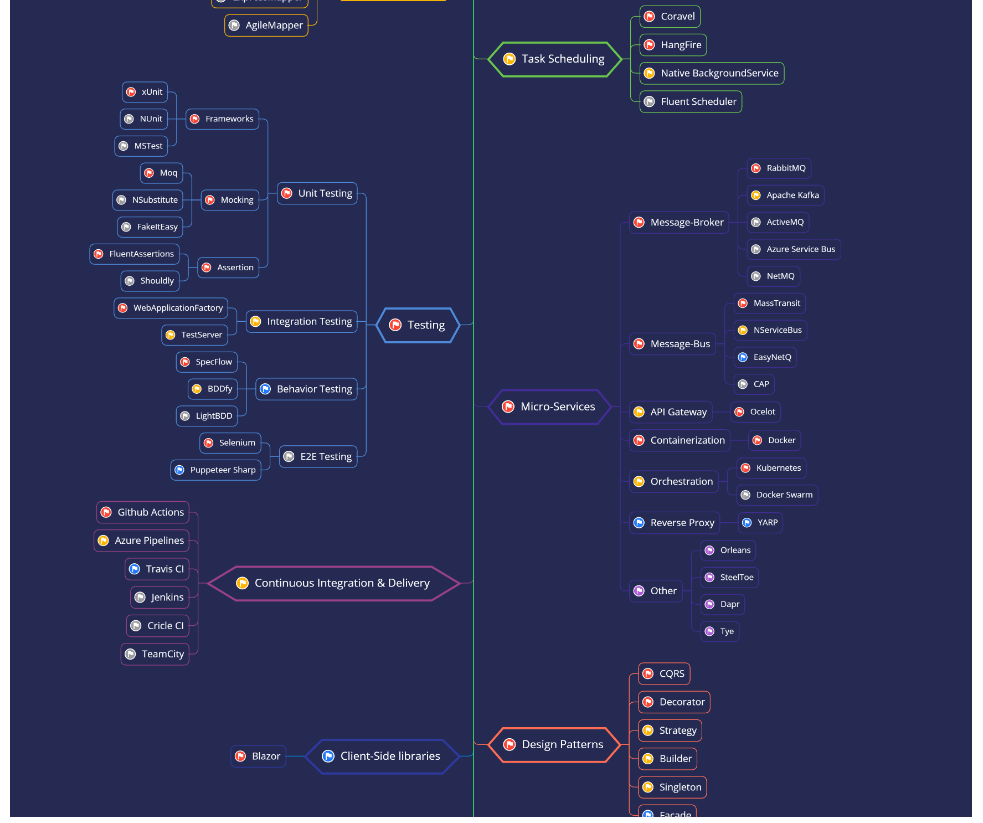 AgileMapper
Coravel
HangFire
Task Scheduling
Native BackgroundService
Fluent Scheduler
xUnit
NUnit
Frameworks
MSTest
Moq
NSubstitute
Mocking
Unit Testing
FakeItEasy
FluentAssertions
Assertion
Shouldly
WebApplicationFactory
Integration Testing
TestServer
Testing
SpecFlow
BDDfy
Behavior Testing
LightBDD
Selenium
E2E Testing
Puppeteer Sharp
RabbitMQ
Apache Kafka
Message-Broker
ActiveMQ
Azure Service Bus
NetMQ
MassTransit
NServiceBus
Message-Bus
EasyNetQ
CAP
Micro-Services
API Gateway
Ocelot
Containerization
Docker
Kubernetes
Orchestration
Docker Swarm
Reverse Proxy
YARP
Orleans
SteelToe
Other
Dapr
Tye
Github Actions
Azure Pipelines
Travis CI
Continuous Integration & Delivery
Jenkins
Cricle CI
TeamCity
CQRS
Decorator
Strategy
Design Patterns
Builder
Singleton
Facade
Blazor
Client-Side libraries